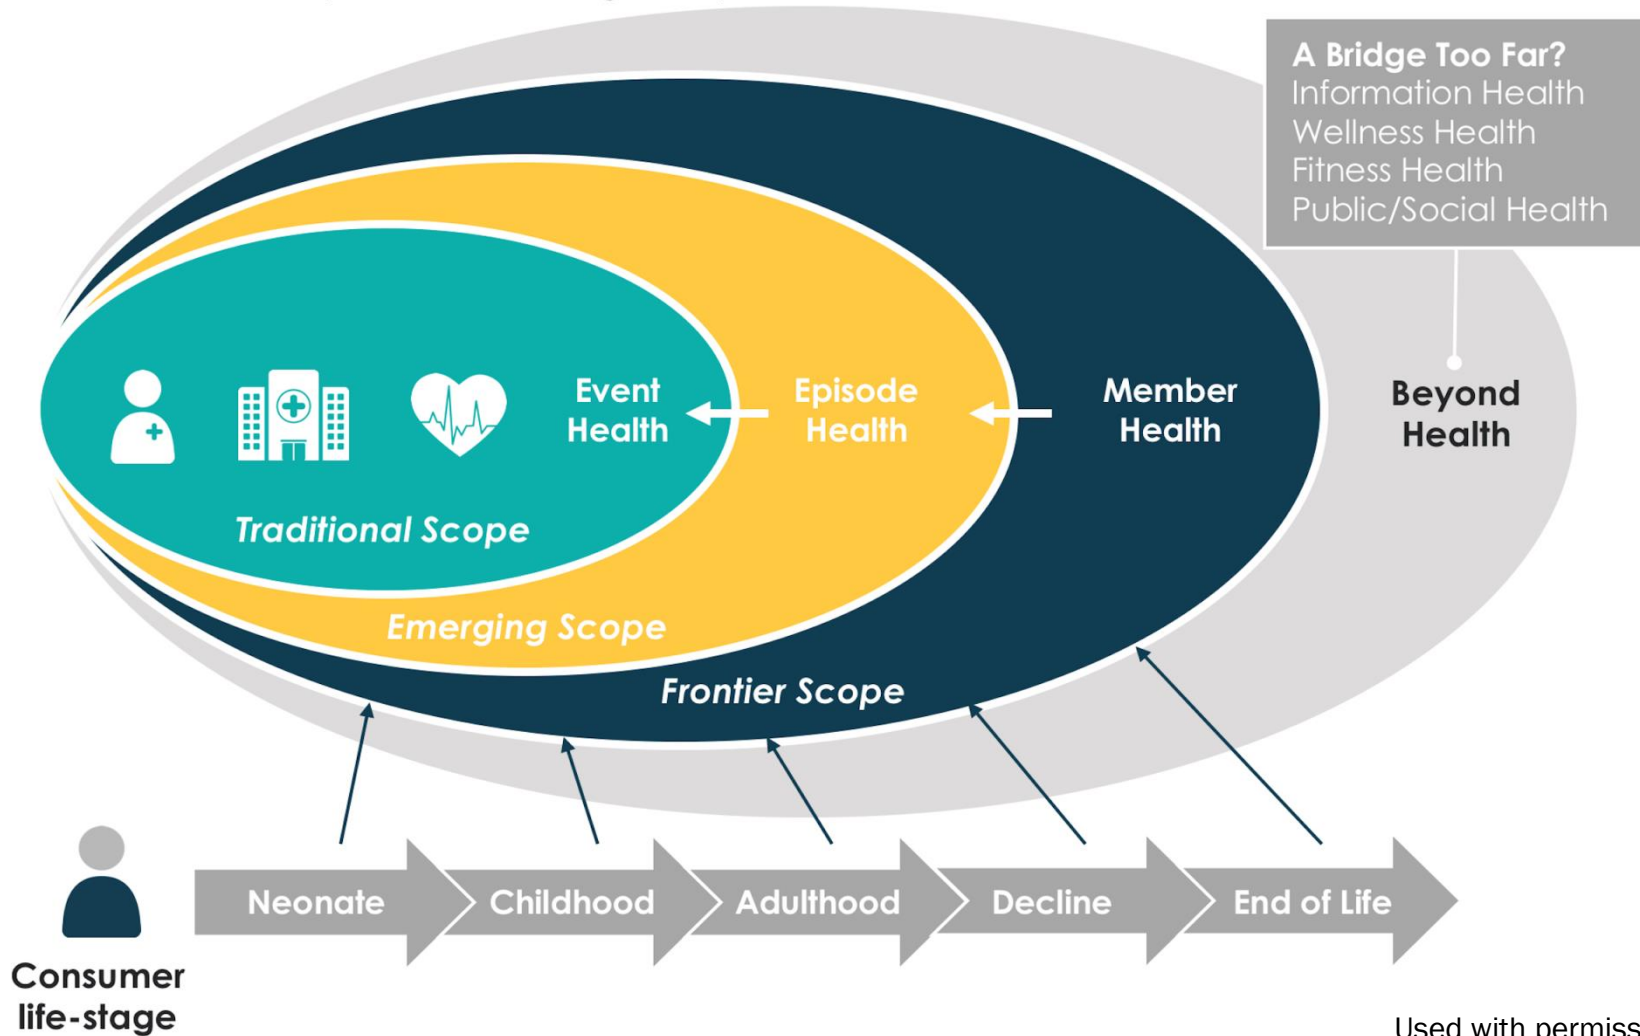 A Bridge Too Far?
Information Health
Wellness Health
Fitness Health
Public/Social Health
Event
Health
Episode
Health
Member
Health
Beyond
Health
Traditional Scope
Emerging Scope
Frontier Scope
Neonate
Childhood
Adulthood
Decline
End of Life
Consumer
life-stage
Used with